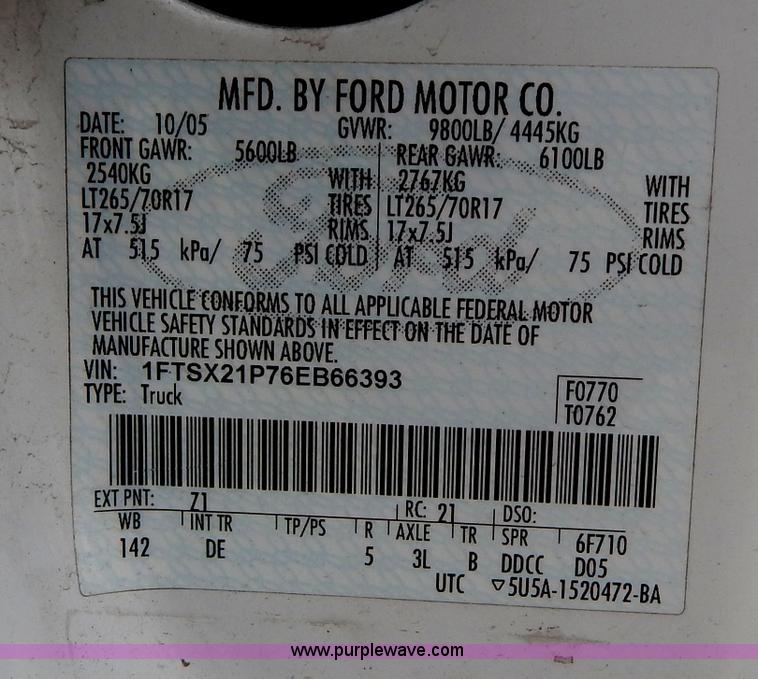 MFD. BY FORD MOTOR CO.
DATE: 10/05 GVWR: 9800LB/ 4445KG
FRONT GAWR: 5600LB REAR GAWR: 6100LB
2540KG WITH 2767KG WITH
LT265/70R17 TIRES LT265/70R17 TIRES
17x7.5J RIMS 17x7.5J RIMS
AT 515 kPa/ 75 PSI COLD AT 515 kPa/ 75 PSI COLD
Ford
THIS VEHICLE CONFORMS TO ALL APPLICABLE FEDERAL MOTOR
VEHICLE SAFETY STANDARDS IN EFFECT ON THE DATE OF
MANUFACTURE SHOWN ABOVE.
VIN: 1FTSX21P76EB66393
TYPE: Truck
F0770
T0762
EXT PNT: Z1 RC: 21 DSO:
WB INT TR TP/PS R AXLE TR SPR 6F710
142 DE 5 3L B DDCC D05
UTC ▽5U5A-1520472-BA
www.purplewave.com